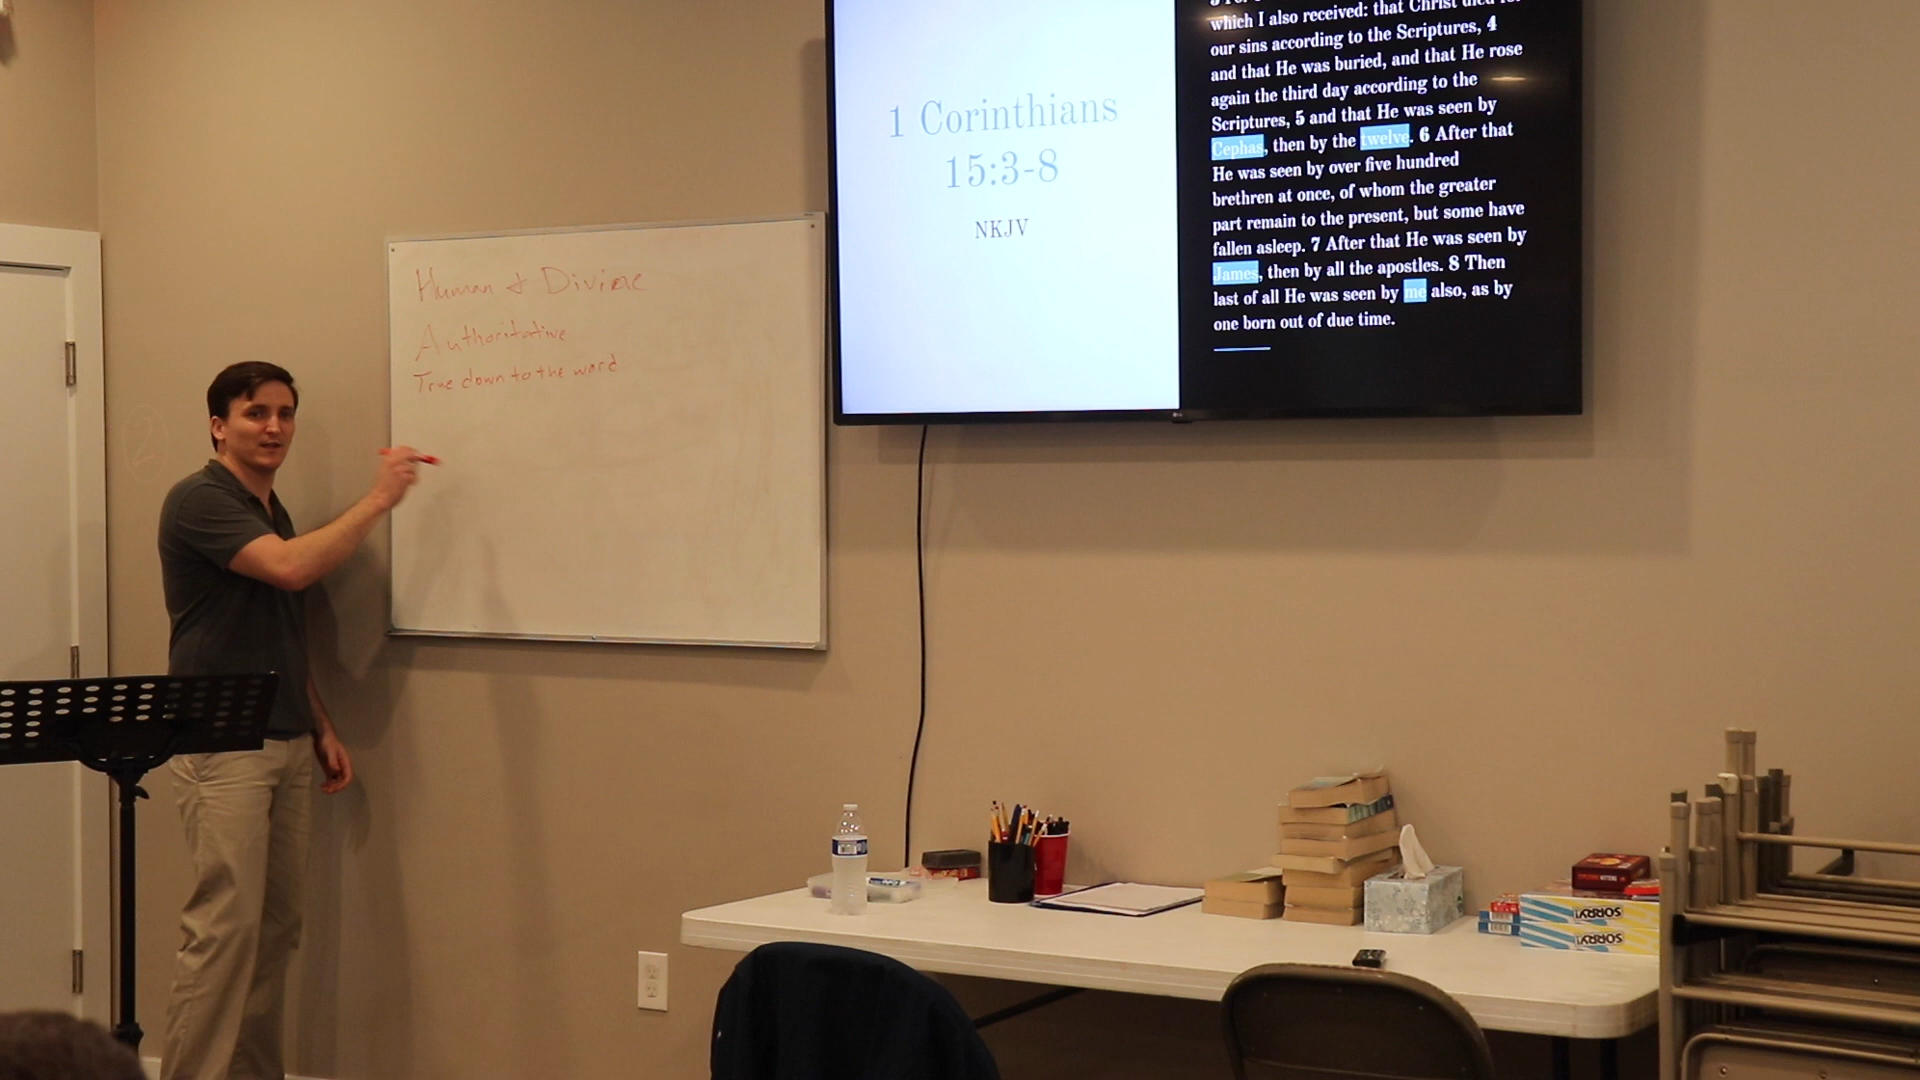 Human & Divine
Authoritative
True down to the word
1 Corinthians
15:3-8
NKJV
which I also received: that Christ died for
our sins according to the Scriptures, 4
and that He was buried, and that He rose
again the third day according to the
Scriptures, 5 and that He was seen by
Cephas, then by the twelve. 6 After that
He was seen by over five hundred
brethren at once, of whom the greater
part remain to the present, but some have
fallen asleep. 7 After that He was seen by
James, then by all the apostles. 8 Then
last of all He was seen by me also, as by
one born out of due time.
LG
2
SORRY!
SORRY!